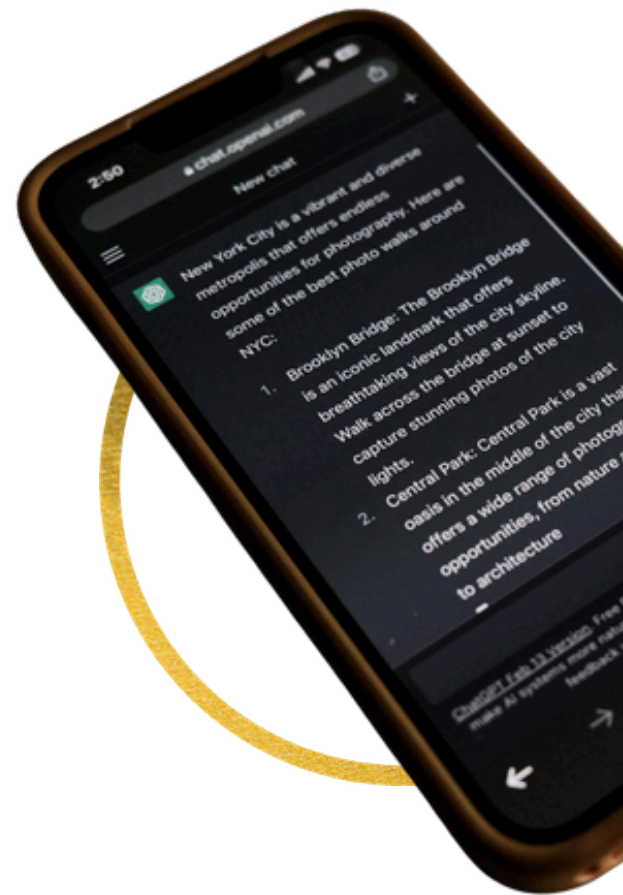 2:50
chat.openai.com
New chat
New York City is a vibrant and diverse
metropolis that offers endless
opportunities for photography. Here are
some of the best photo walks around
NYC:
1. Brooklyn Bridge: The Brooklyn Bridge
is an iconic landmark that offers
breathtaking views of the city skyline.
Walk across the bridge at sunset to
capture stunning photos of the city
lights.
2. Central Park: Central Park is a vast
oasis in the middle of the city that
offers a wide range of
opportunities, from nature
to architecture
ChatGPT Feb 13 Version. Free
make AI systems more
feedback